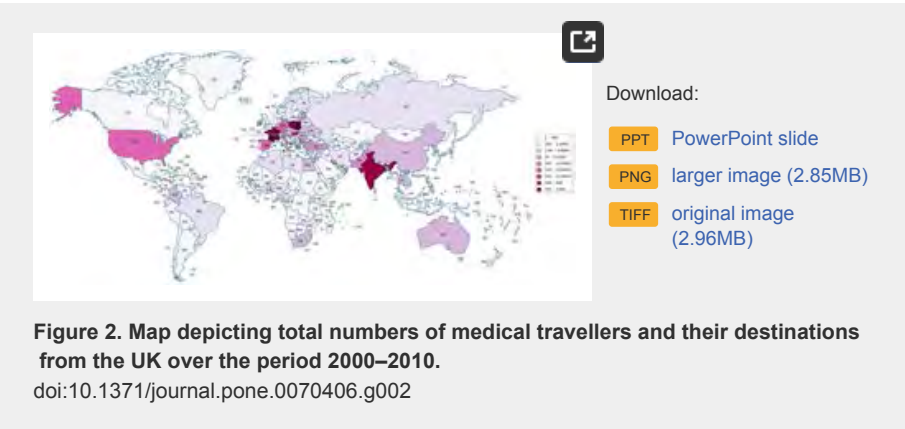 Download:
PPT PowerPoint slide
PNG larger image (2.85MB)
TIFF original image
(2.96MB)
Figure 2. Map depicting total numbers of medical travellers and their destinations
from the UK over the period 2000–2010.
doi:10.1371/journal.pone.0070406.g002